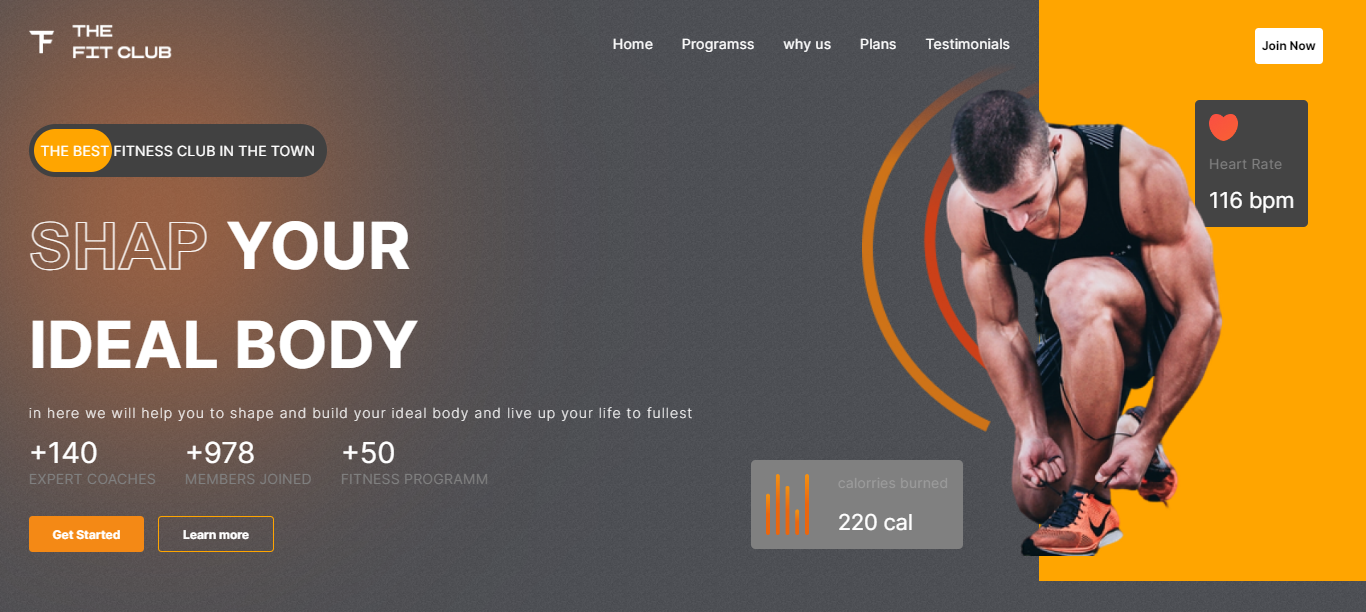 THE
FIT CLUB
Home Programss why us Plans Testimonials
Join Now
THE BEST FITNESS CLUB IN THE TOWN
Heart Rate
116 bpm
SHAP YOUR
IDEAL BODY
in here we will help you to shape and build your ideal body and live up your life to fullest
+140 +978 +50
EXPERT COACHES MEMBERS JOINED FITNESS PROGRAMM
calorries burned
220 cal
Get Started Learn more